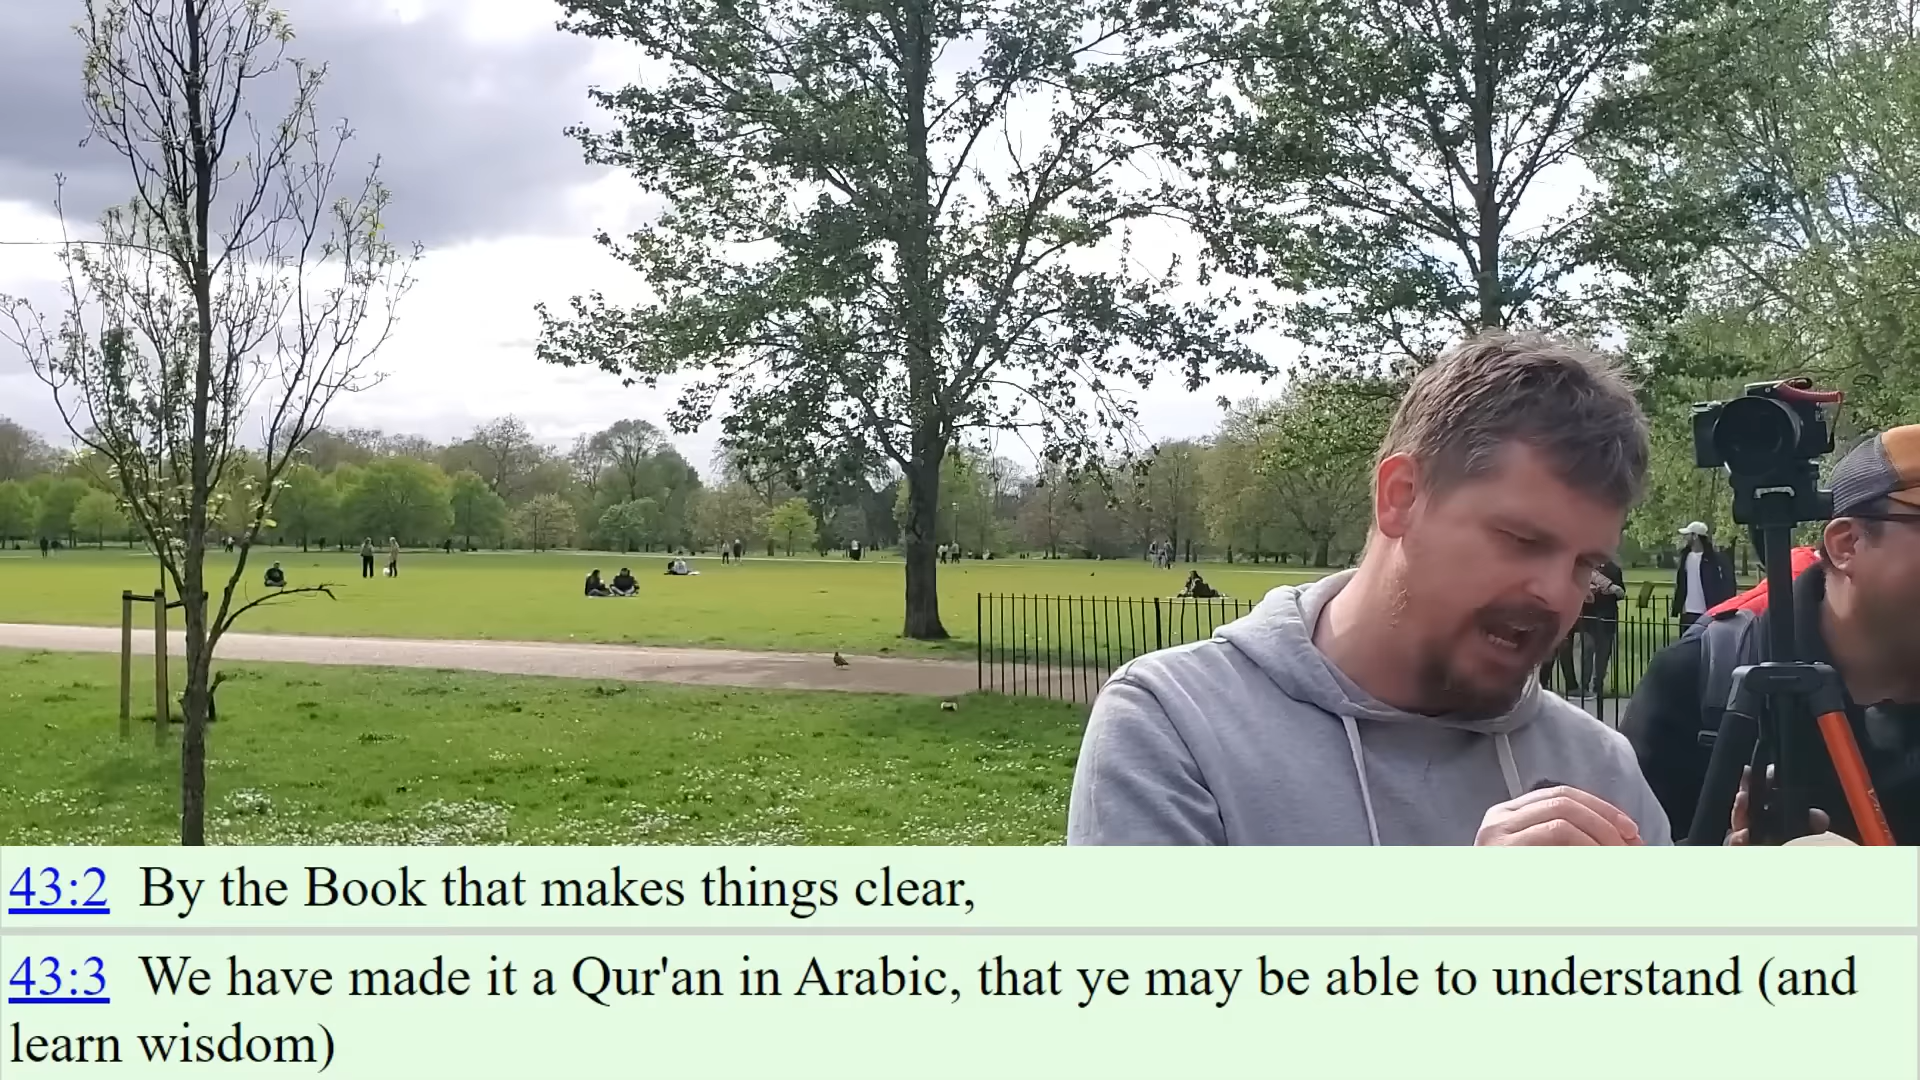 43:2 By the Book that makes things clear,
43:3 We have made it a Qur'an in Arabic, that ye may be able to understand (and
learn wisdom)